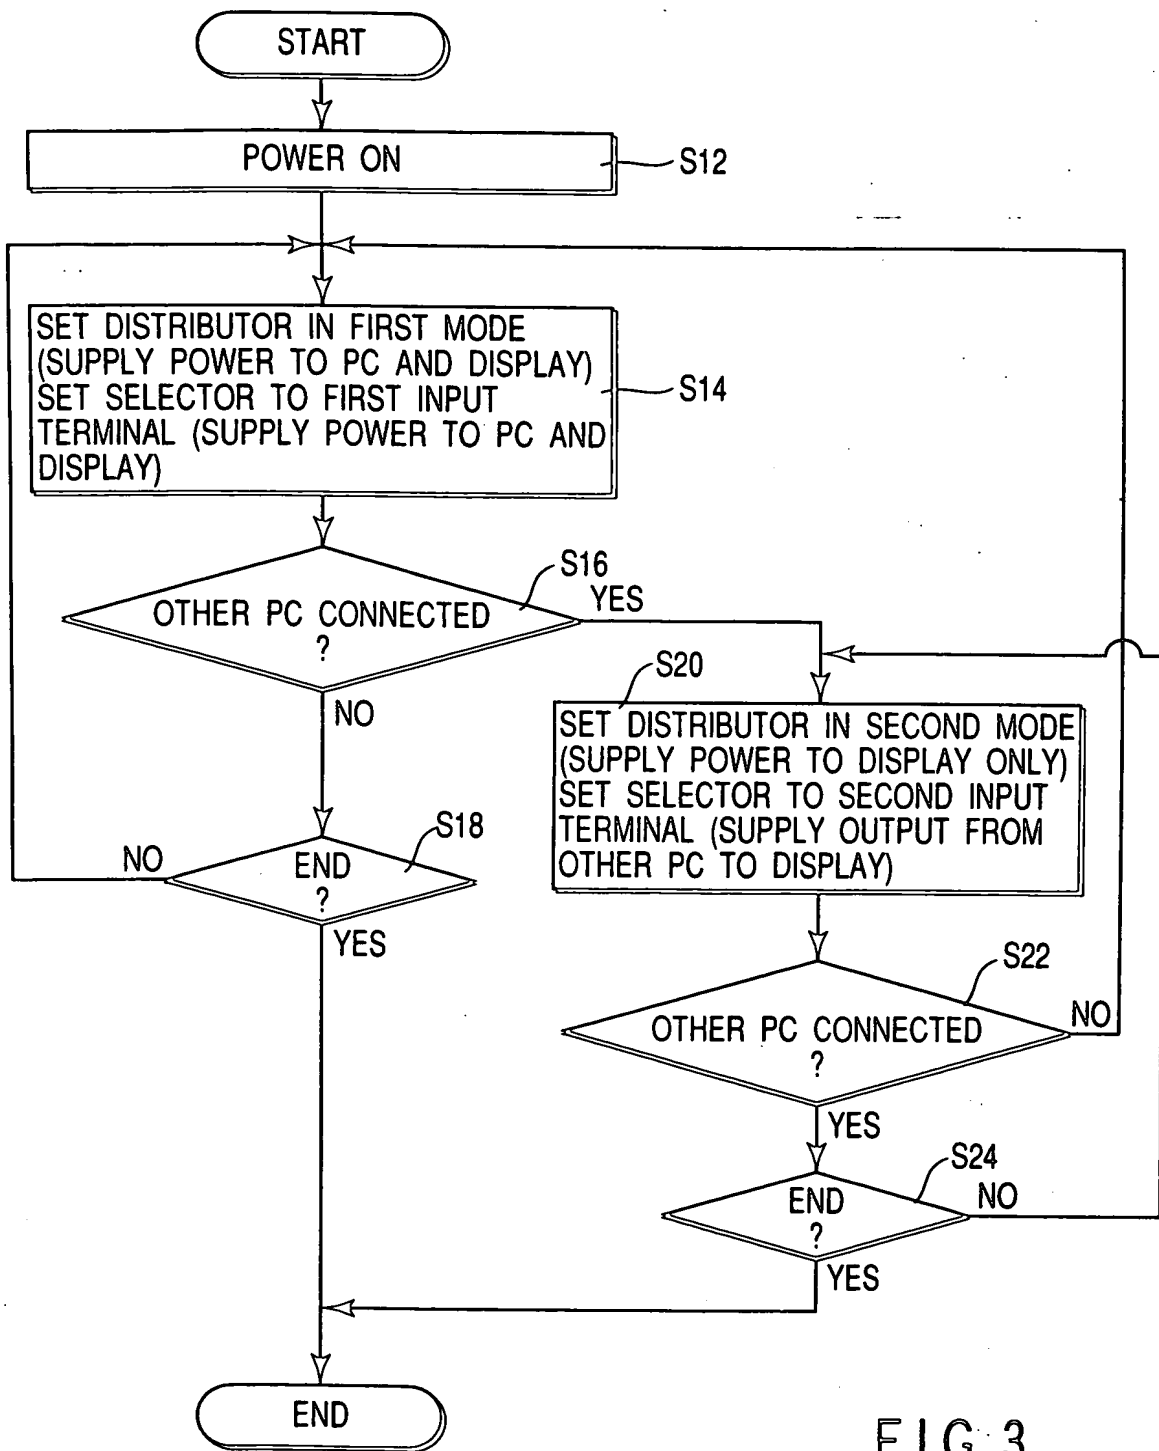 START
POWER ON
S12
SET DISTRIBUTOR IN FIRST MODE
(SUPPLY POWER TO PC AND DISPLAY)
SET SELECTOR TO FIRST INPUT
TERMINAL (SUPPLY POWER TO PC AND
DISPLAY)
S14
S16
OTHER PC CONNECTED
?
YES
NO
S18
END
?
NO
YES
S20
SET DISTRIBUTOR IN SECOND MODE
(SUPPLY POWER TO DISPLAY ONLY)
SET SELECTOR TO SECOND INPUT
TERMINAL (SUPPLY OUTPUT FROM
OTHER PC TO DISPLAY)
S22
OTHER PC CONNECTED
?
NO
YES
S24
END
?
NO
YES
END
FIG. 3